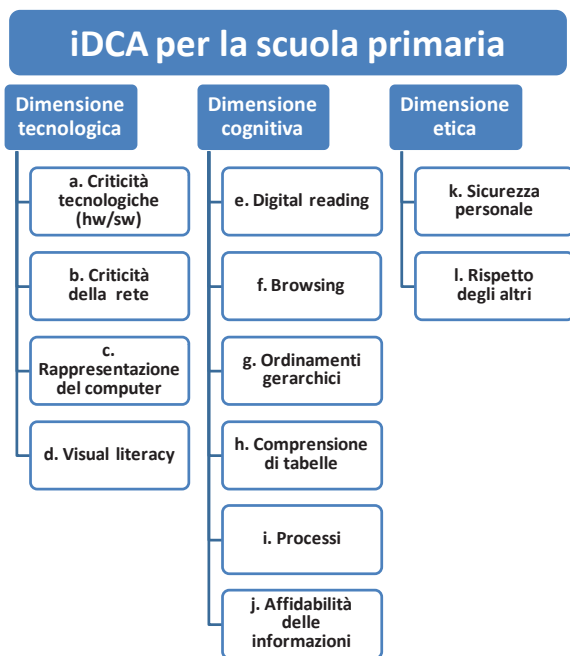 iDCA per la scuola primaria
Dimensione
tecnologica
a. Criticità
tecnologiche
(hw/sw)
b. Criticità
della rete
c.
Rappresentazione
del computer
d. Visual literacy
Dimensione
cognitiva
e. Digital reading
f. Browsing
g. Ordinamenti
gerarchici
h. Comprensione
di tabelle
i. Processi
j. Affidabilità
delle
informazioni
Dimensione
etica
k. Sicurezza
personale
l. Rispetto
degli altri